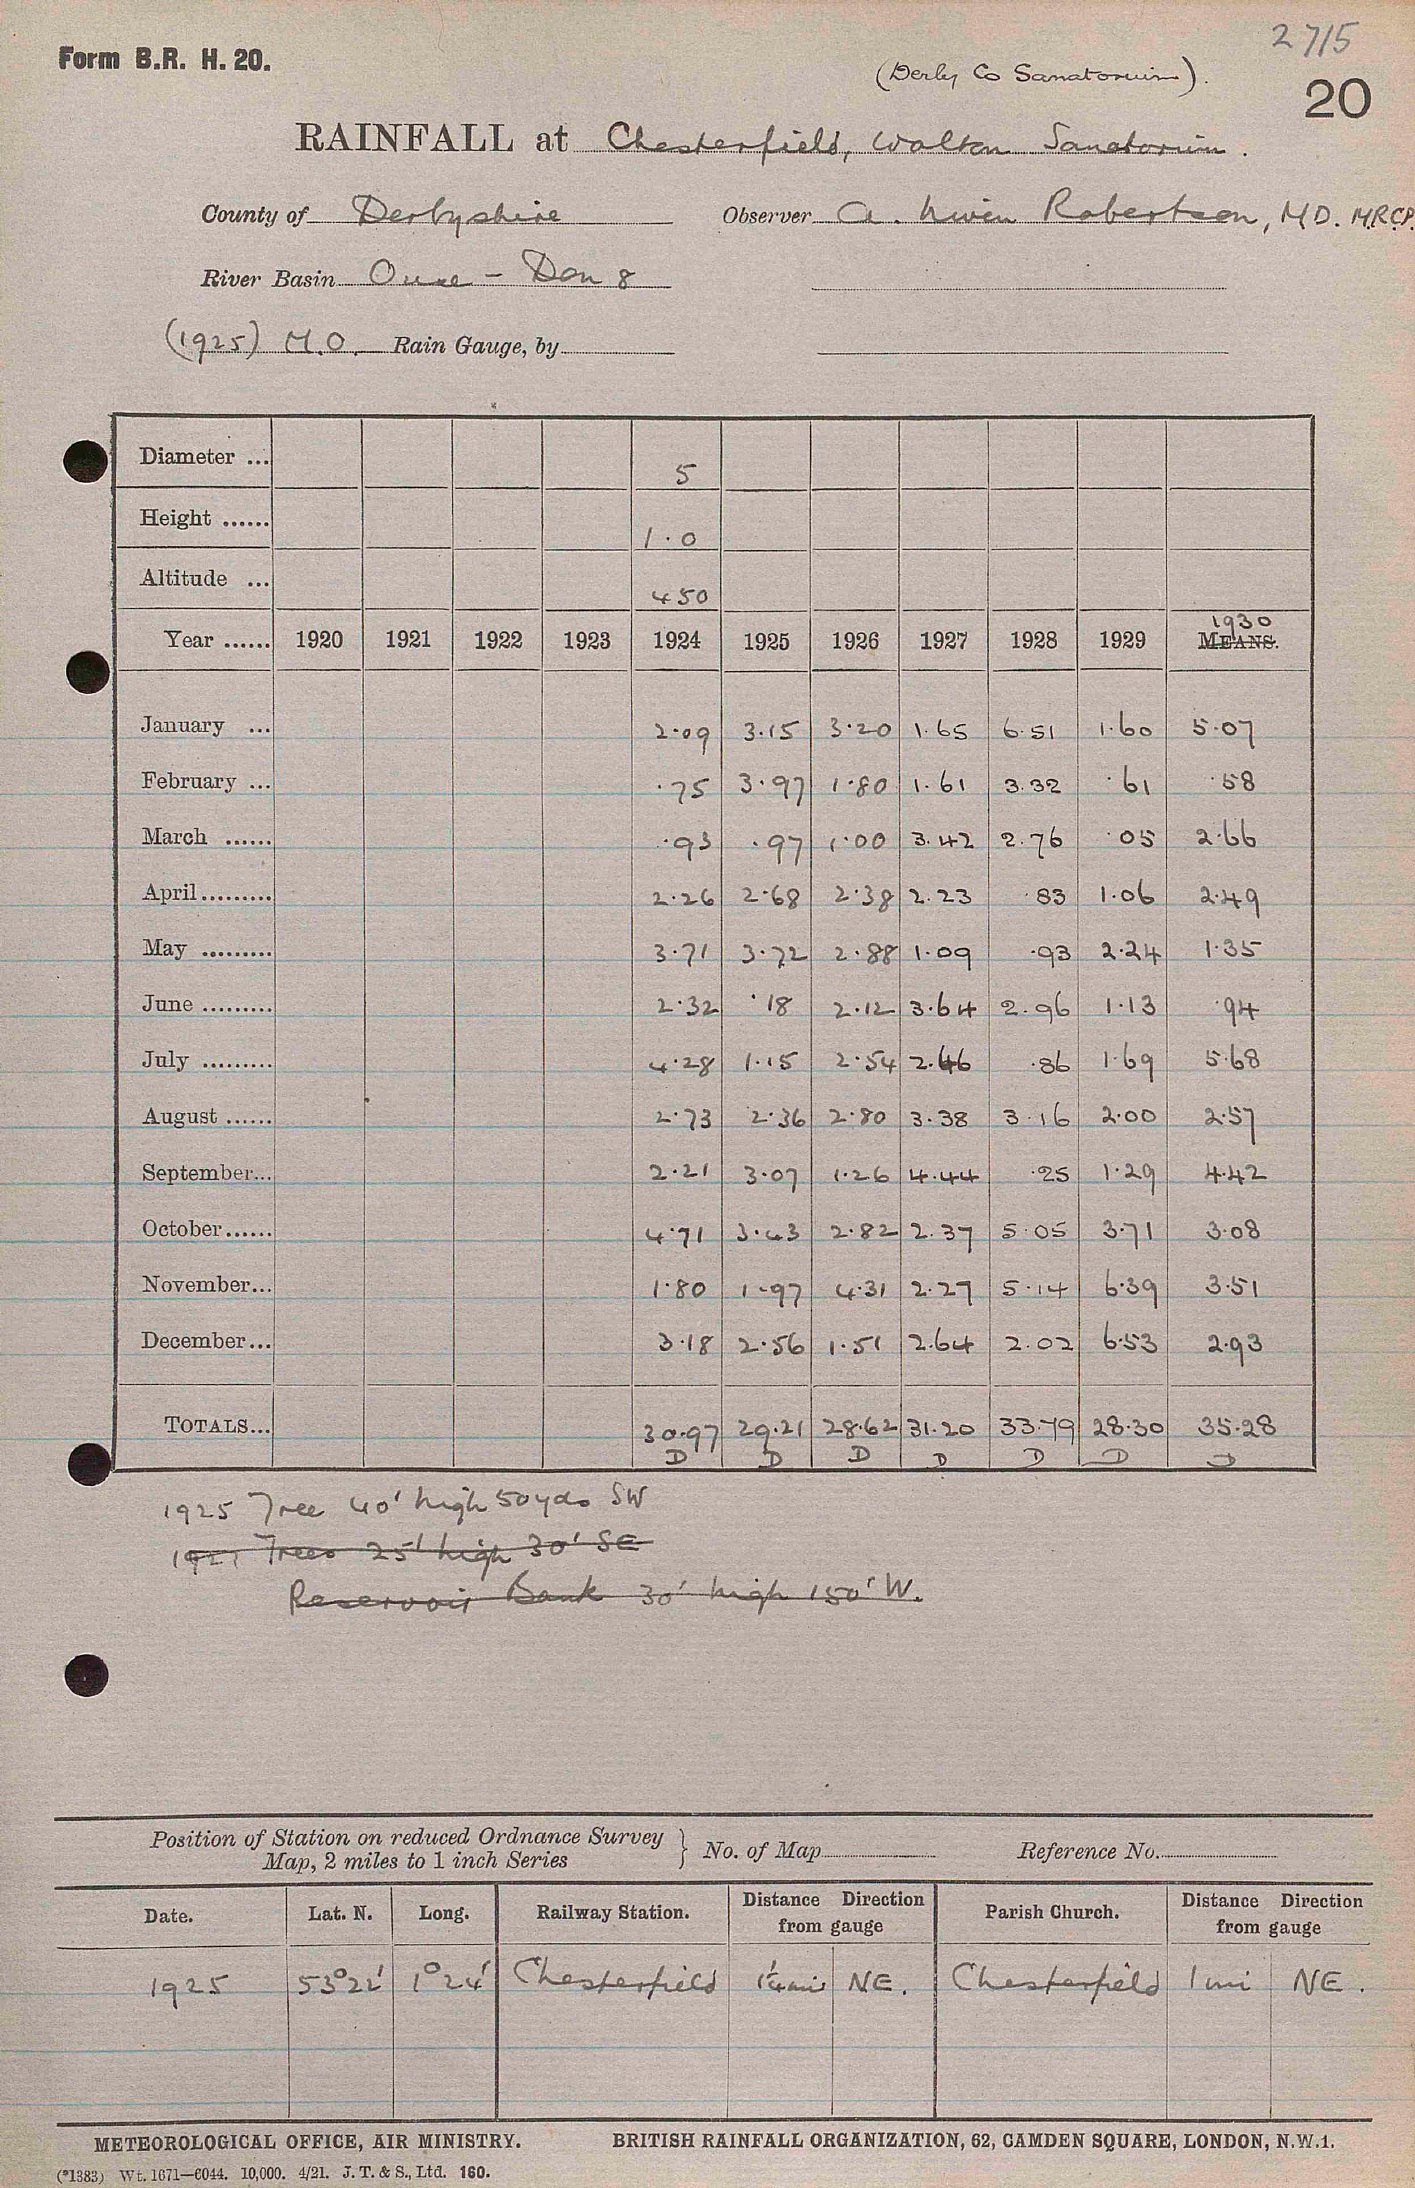 2715
Form B.R. H. 20.
(Derby Co Sanatorium).
20
RAINFALL at Chesterfield, Walton Sanatorium.
County of Derbyshire Observer A. Niven Robertson, MD. M.R.C.P.
River Basin Ouse - Don 8
(1925) M.O. Rain Gauge, by
Diameter ... 5
Height ...... 1.0
Altitude ... 450
1930
Year ...... 1920 1921 1922 1923 1924 1925 1926 1927 1928 1929 MEANS.
January ... 2.09 3.15 3.20 1.65 6.51 1.60 5.07
February ... .75 3.97 1.80 1.61 3.32 .61 .58
March ...... .93 .97 1.00 3.42 2.76 .05 2.66
April......... 2.26 2.68 2.38 2.23 .83 1.06 2.49
May ......... 3.71 3.72 2.88 1.09 .93 2.24 1.35
June ......... 2.32 .18 2.12 3.64 2.96 1.13 .94
July ......... 4.28 1.15 2.54 2.46 .86 1.69 5.68
August ...... 2.73 2.36 2.80 3.38 3.16 2.00 2.57
September... 2.21 3.07 1.26 4.44 .25 1.29 4.42
October...... 4.71 3.43 2.82 2.37 5.05 3.71 3.08
November... 1.80 1.97 4.31 2.27 5.14 6.39 3.51
December... 3.18 2.56 1.51 2.64 2.02 6.53 2.93
TOTALS... 30.97 29.21 28.62 31.20 33.79 28.30 35.28
D D D D D D D
1925 Tree 40' high 50yds SW
Trees 25' high 30' SE
Reservoir Bank 30' high 150' W.
Position of Station on reduced Ordnance Survey
Map, 2 miles to 1 inch Series } No. of Map Reference No.
Date. Lat. N. Long. Railway Station. Distance Direction from gauge Parish Church. Distance Direction from gauge
1925 53°22' 1°24' Chesterfield 1¼mi NE. Chesterfield 1 mi NE.
METEOROLOGICAL OFFICE, AIR MINISTRY. BRITISH RAINFALL ORGANIZATION, 62, CAMDEN SQUARE, LONDON, N.W.1.
(*1383) Wt. 1671—6044. 10,000. 4/21. J. T. & S., Ltd. 160.